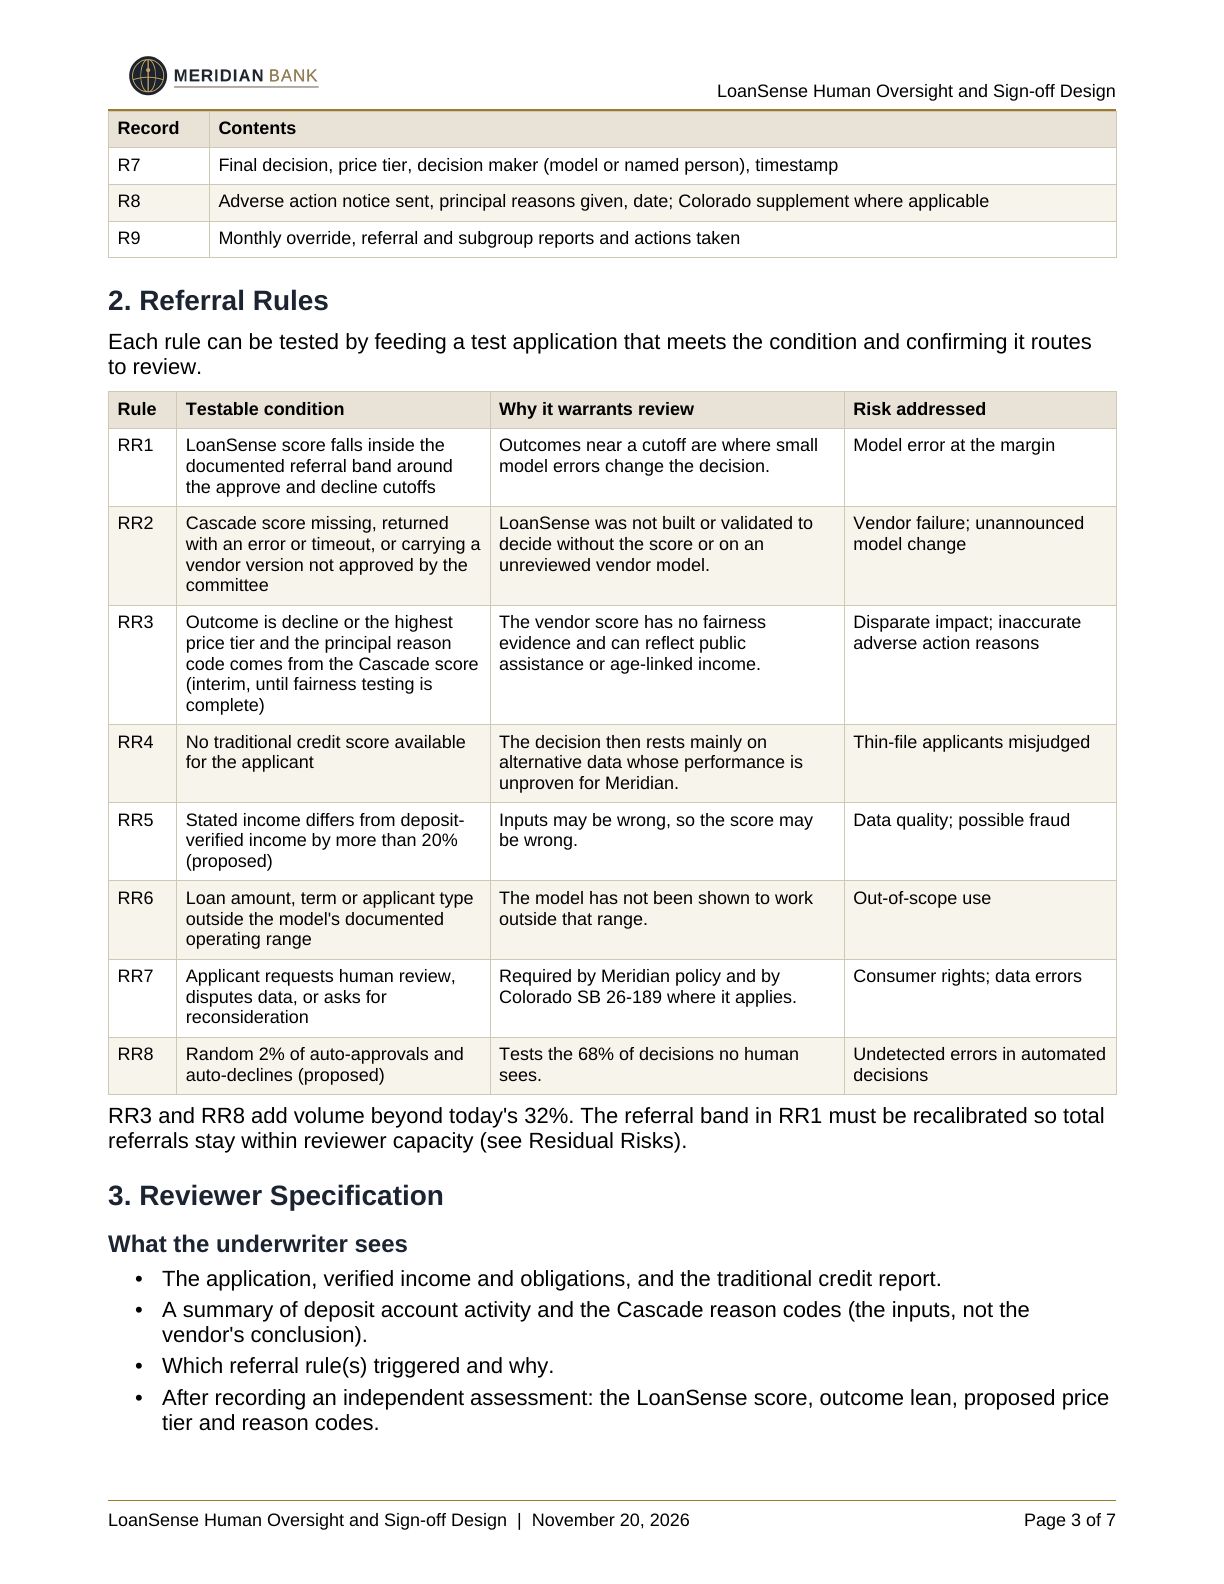 MERIDIAN BANK
LoanSense Human Oversight and Sign-off Design
Record Contents
R7 Final decision, price tier, decision maker (model or named person), timestamp
R8 Adverse action notice sent, principal reasons given, date; Colorado supplement where applicable
R9 Monthly override, referral and subgroup reports and actions taken
2. Referral Rules
Each rule can be tested by feeding a test application that meets the condition and confirming it routes
to review.
Rule Testable condition Why it warrants review Risk addressed
RR1 LoanSense score falls inside the Outcomes near a cutoff are where small Model error at the margin
documented referral band around model errors change the decision.
the approve and decline cutoffs
RR2 Cascade score missing, returned LoanSense was not built or validated to Vendor failure; unannounced
with an error or timeout, or carrying a decide without the score or on an model change
vendor version not approved by the unreviewed vendor model.
committee
RR3 Outcome is decline or the highest The vendor score has no fairness Disparate impact; inaccurate
price tier and the principal reason evidence and can reflect public adverse action reasons
code comes from the Cascade score assistance or age-linked income.
(interim, until fairness testing is
complete)
RR4 No traditional credit score available The decision then rests mainly on Thin-file applicants misjudged
for the applicant alternative data whose performance is
unproven for Meridian.
RR5 Stated income differs from deposit- Inputs may be wrong, so the score may Data quality; possible fraud
verified income by more than 20% be wrong.
(proposed)
RR6 Loan amount, term or applicant type The model has not been shown to work Out-of-scope use
outside the model's documented outside that range.
operating range
RR7 Applicant requests human review, Required by Meridian policy and by Consumer rights; data errors
disputes data, or asks for Colorado SB 26-189 where it applies.
reconsideration
RR8 Random 2% of auto-approvals and Tests the 68% of decisions no human Undetected errors in automated
auto-declines (proposed) sees. decisions
RR3 and RR8 add volume beyond today's 32%. The referral band in RR1 must be recalibrated so total
referrals stay within reviewer capacity (see Residual Risks).
3. Reviewer Specification
What the underwriter sees
• The application, verified income and obligations, and the traditional credit report.
• A summary of deposit account activity and the Cascade reason codes (the inputs, not the
vendor's conclusion).
• Which referral rule(s) triggered and why.
• After recording an independent assessment: the LoanSense score, outcome lean, proposed price
tier and reason codes.
LoanSense Human Oversight and Sign-off Design | November 20, 2026 Page 3 of 7